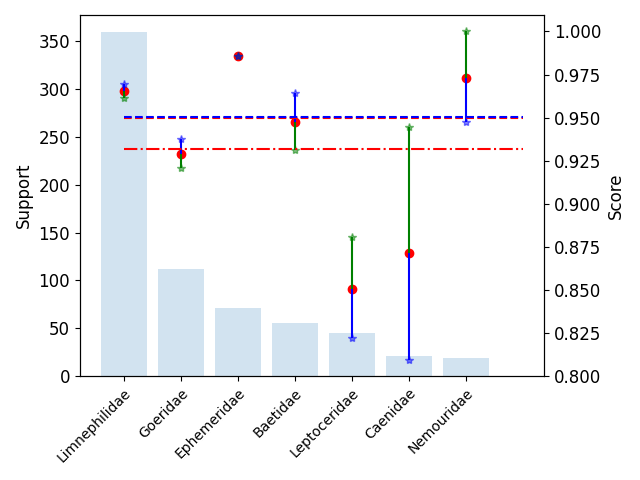 350
300
250
200
150
100
50
0
Support
1.000
0.975
0.950
0.925
0.900
0.875
0.850
0.825
0.800
Score
Limnephilidae
Goeridae
Ephemeridae
Baetidae
Leptoceridae
Caenidae
Nemouridae